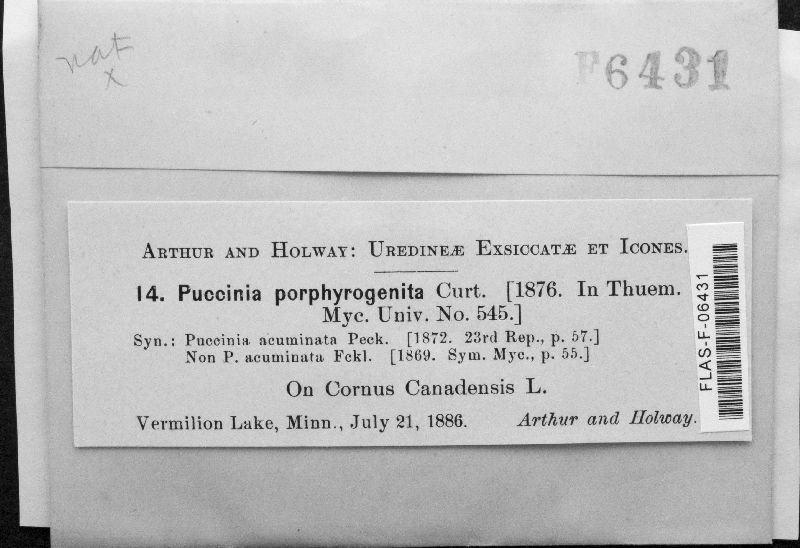 nat
x
F6431
Arthur and Holway: Uredineæ Exsiccatæ et Icones.
14. Puccinia porphyrogenita Curt. [1876. In Thuem.
Myc. Univ. No. 545.]
Syn.: Puccinia acuminata Peck. [1872. 23rd Rep., p. 57.]
Non P. acuminata Fckl. [1869. Sym. Myc., p. 55.]
On Cornus Canadensis L.
Vermilion Lake, Minn., July 21, 1886. Arthur and Holway.
FLAS-F-06431